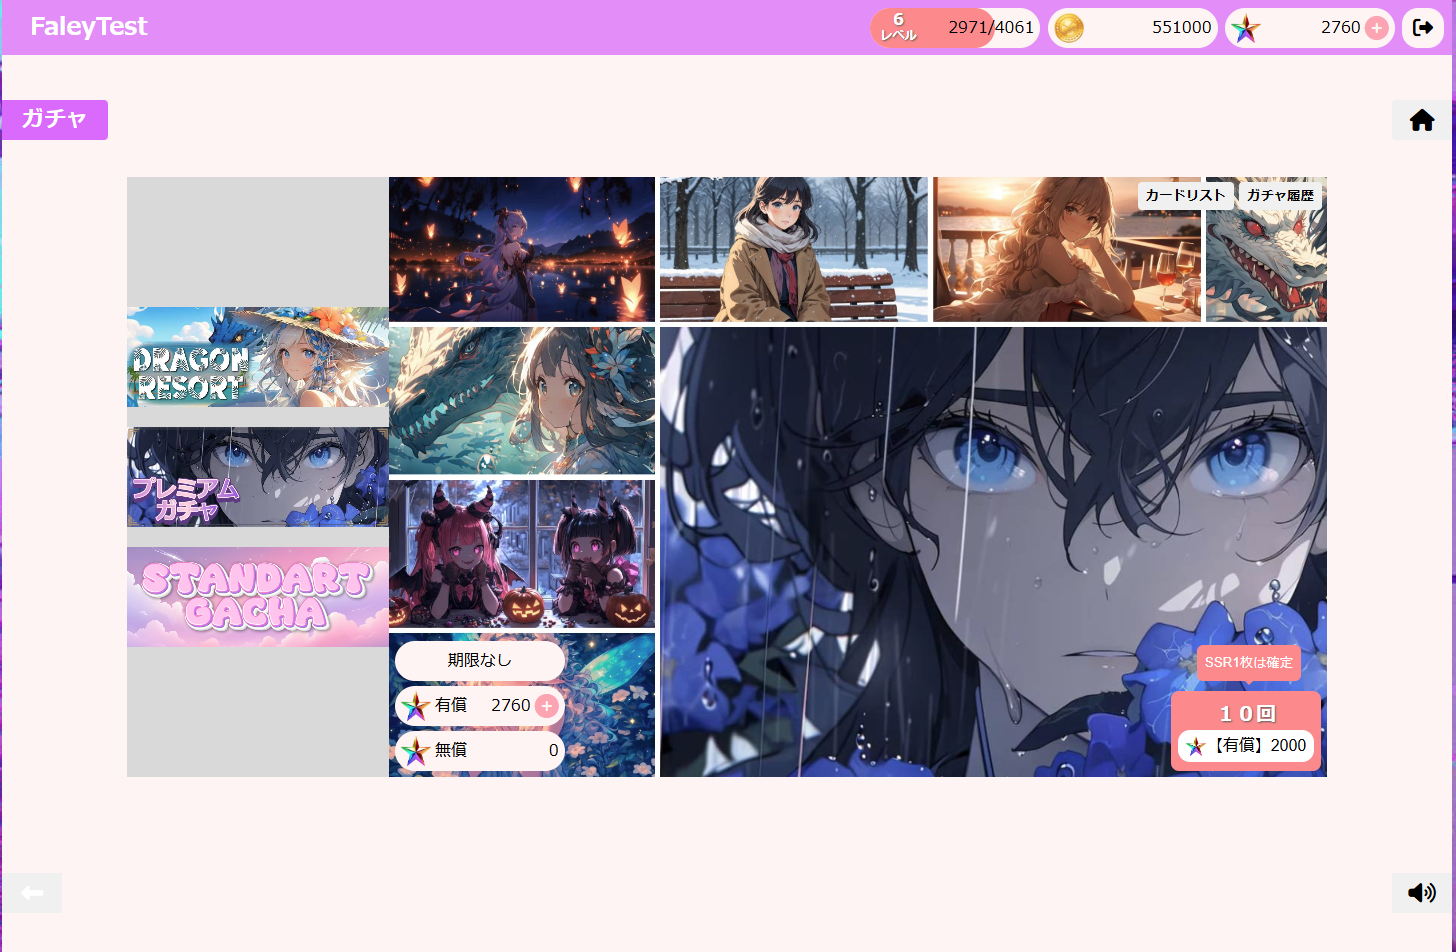 FaleyTest
6
レベル
2971/4061
551000
2760
ガチャ
カードリスト
ガチャ履歴
DRAGON
RESORT
プレミアム
ガチャ
STANDART
GACHA
期限なし
有償 2760
無償 0
SSR1枚は確定
１０回
【有償】2000